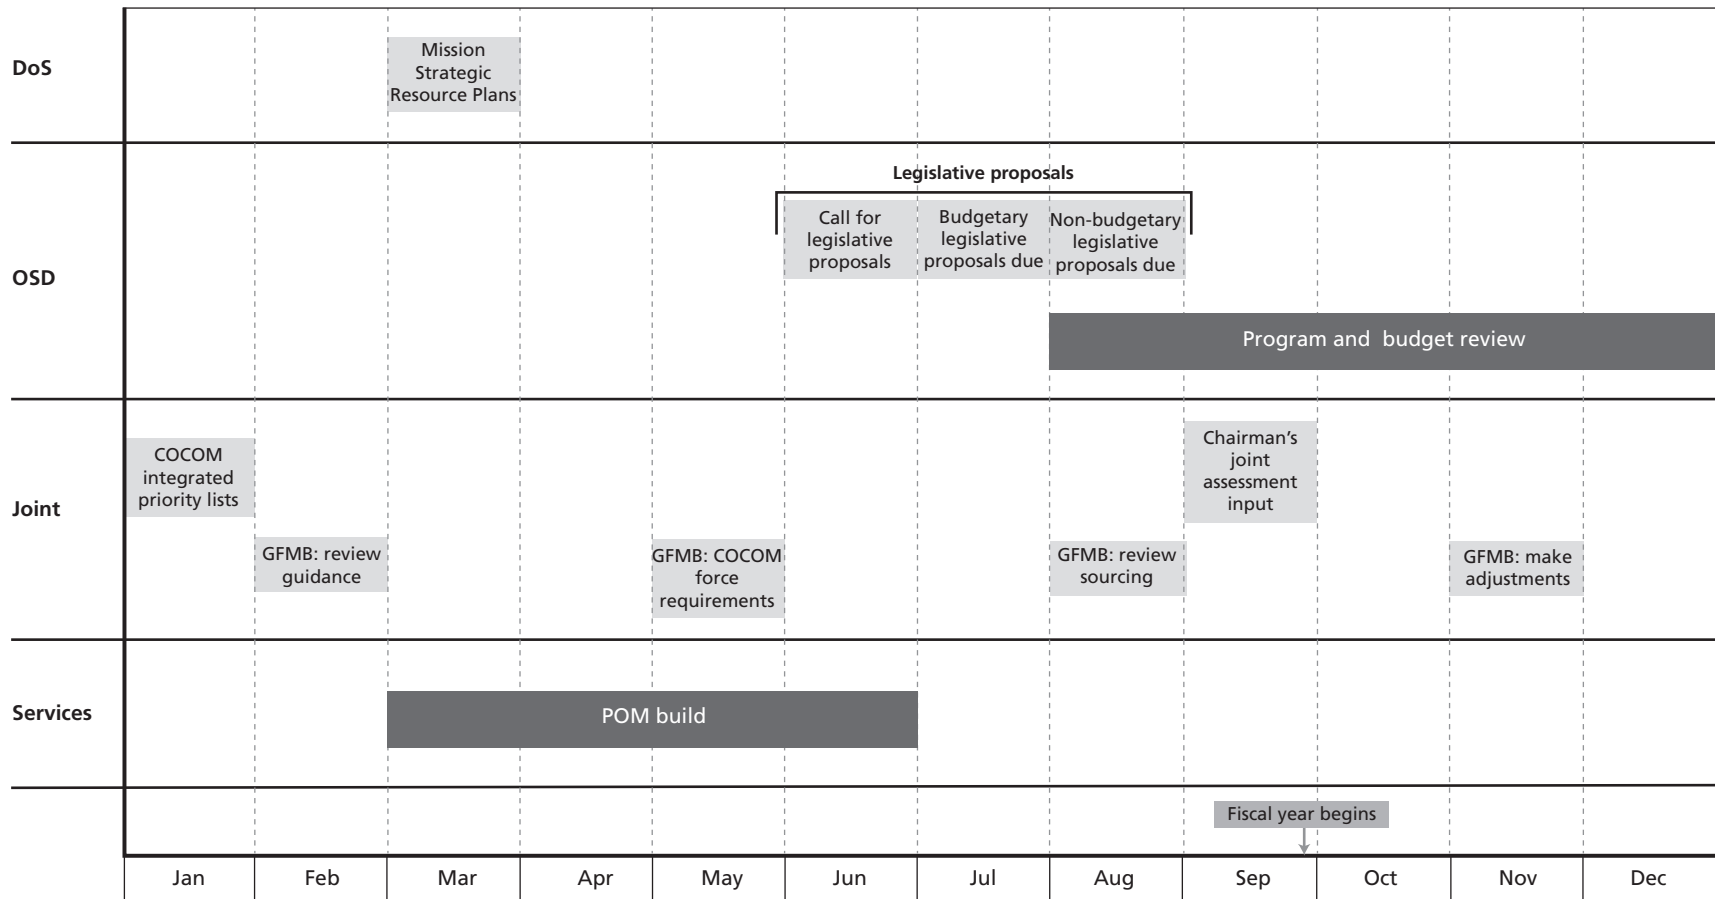 DoS
Mission
Strategic
Resource Plans
OSD
Legislative proposals
Call for
legislative
proposals
Budgetary
legislative
proposals due
Non-budgetary
legislative
proposals due
Program and budget review
Joint
COCOM
integrated
priority lists
GFMB: review
guidance
GFMB: COCOM
force
requirements
GFMB: review
sourcing
Chairman’s
joint
assessment
input
GFMB: make
adjustments
Services
POM build
Fiscal year begins
Jan Feb Mar Apr May Jun Jul Aug Sep Oct Nov Dec